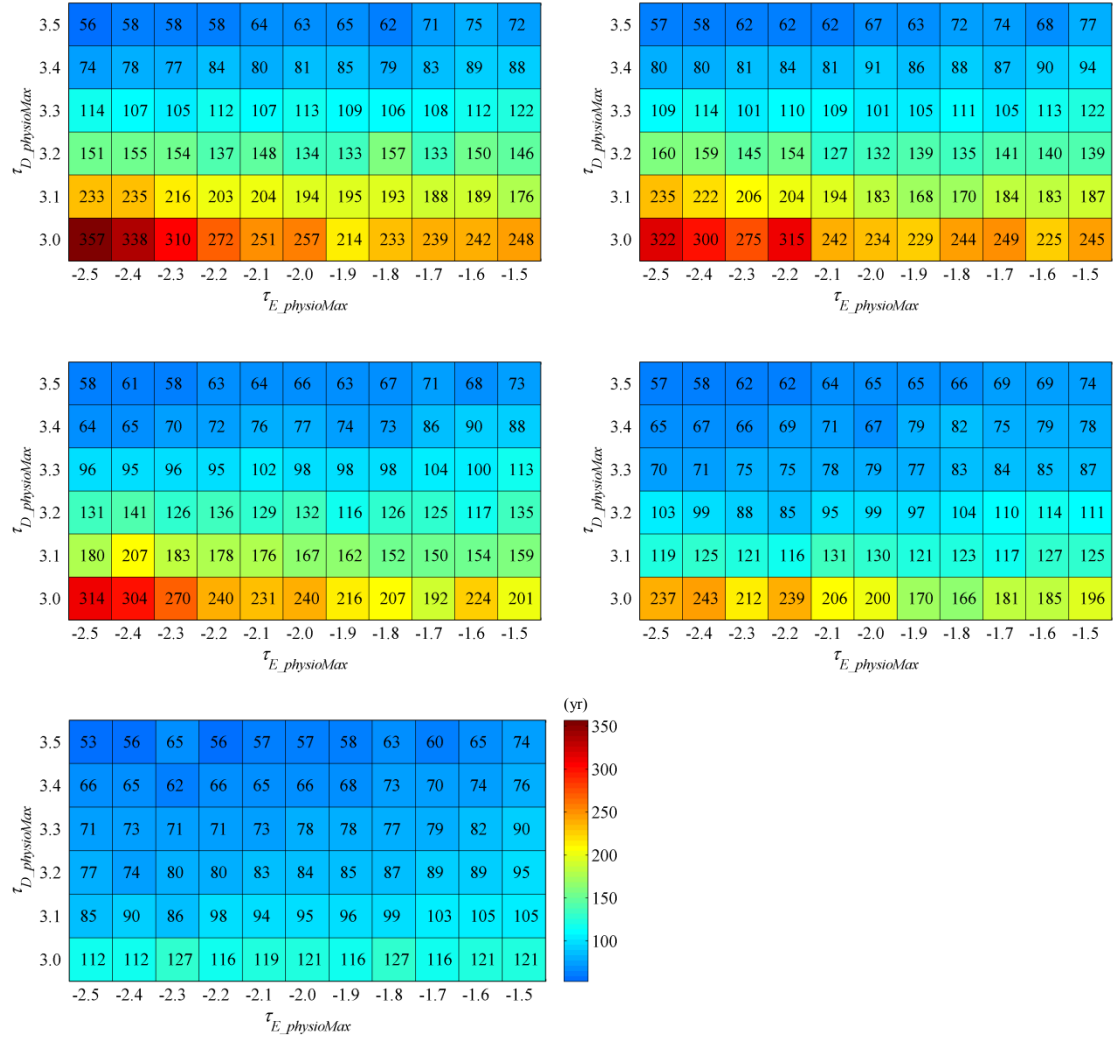 3.5 56 58 58 58 64 63 65 62 71 75 72
3.4 74 78 77 84 80 81 85 79 83 89 88
3.3 114 107 105 112 107 113 109 106 108 112 122
3.2 151 155 154 137 148 134 133 157 133 150 146
3.1 233 235 216 203 204 194 195 193 188 189 176
3.0 357 338 310 272 251 257 214 233 239 242 248
-2.5 -2.4 -2.3 -2.2 -2.1 -2.0 -1.9 -1.8 -1.7 -1.6 -1.5
τD_physioMax
τE_physioMax
3.5 57 58 62 62 62 67 63 72 74 68 77
3.4 80 80 81 84 81 91 86 88 87 90 94
3.3 109 114 101 110 109 101 105 111 105 113 122
3.2 160 159 145 154 127 132 139 135 141 140 139
3.1 235 222 206 204 194 183 168 170 184 183 187
3.0 322 300 275 315 242 234 229 244 249 225 245
-2.5 -2.4 -2.3 -2.2 -2.1 -2.0 -1.9 -1.8 -1.7 -1.6 -1.5
τD_physioMax
τE_physioMax
3.5 58 61 58 63 64 66 63 67 71 68 73
3.4 64 65 70 72 76 77 74 73 86 90 88
3.3 96 95 96 95 102 98 98 98 104 100 113
3.2 131 141 126 136 129 132 116 126 125 117 135
3.1 180 207 183 178 176 167 162 152 150 154 159
3.0 314 304 270 240 231 240 216 207 192 224 201
-2.5 -2.4 -2.3 -2.2 -2.1 -2.0 -1.9 -1.8 -1.7 -1.6 -1.5
τD_physioMax
τE_physioMax
3.5 57 58 62 62 64 65 65 66 69 69 74
3.4 65 67 66 69 71 67 79 82 75 79 78
3.3 70 71 75 75 78 79 77 83 84 85 87
3.2 103 99 88 85 95 99 97 104 110 114 111
3.1 119 125 121 116 131 130 121 123 117 127 125
3.0 237 243 212 239 206 200 170 166 181 185 196
-2.5 -2.4 -2.3 -2.2 -2.1 -2.0 -1.9 -1.8 -1.7 -1.6 -1.5
τD_physioMax
τE_physioMax
3.5 53 56 65 56 57 57 58 63 60 65 74
3.4 66 65 62 66 65 66 68 73 70 74 76
3.3 71 73 71 71 73 78 78 77 79 82 90
3.2 77 74 80 80 83 84 85 87 89 89 95
3.1 85 90 86 98 94 95 96 99 103 105 105
3.0 112 112 127 116 119 121 116 127 116 121 121
-2.5 -2.4 -2.3 -2.2 -2.1 -2.0 -1.9 -1.8 -1.7 -1.6 -1.5
τD_physioMax
τE_physioMax
(yr)
350
300
250
200
150
100